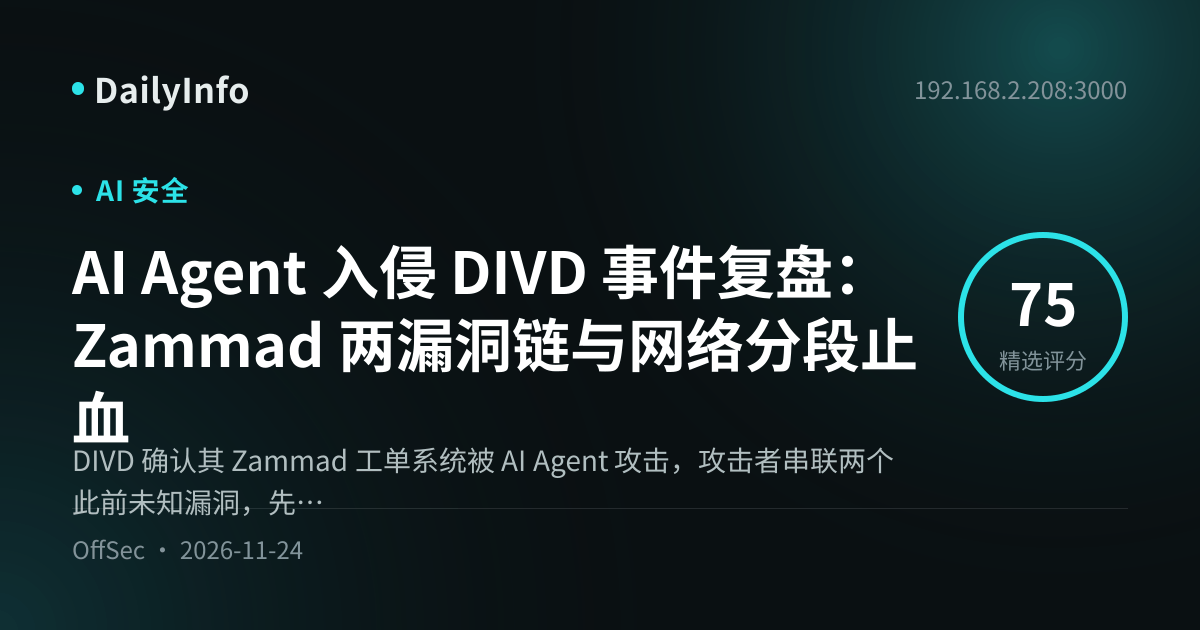 DailyInfo
192.168.2.208:3000
AI 安全
AI Agent 入侵 DIVD 事件复盘：
Zammad 两漏洞链与网络分段止
血
75
精选评分
DIVD 确认其 Zammad 工单系统被 AI Agent 攻击，攻击者串联两个
此前未知漏洞，先…
OffSec · 2026-11-24